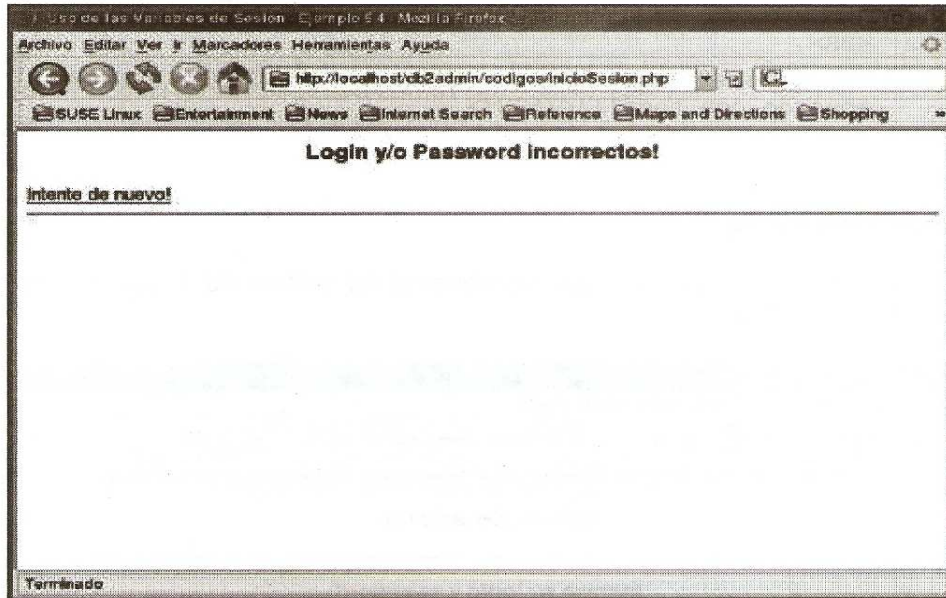 Uso de las Variables de Sesion - Ejemplo 5.4 - Mozilla Firefox
Archivo Editar Ver Ir Marcadores Herramientas Ayuda
http://localhost/db2admin/codigos/InicioSesion.php
SUSE Linux Entertainment News Internet Search Reference Maps and Directions Shopping »
Login y/o Password incorrectos!
Intente de nuevo!
Terminado